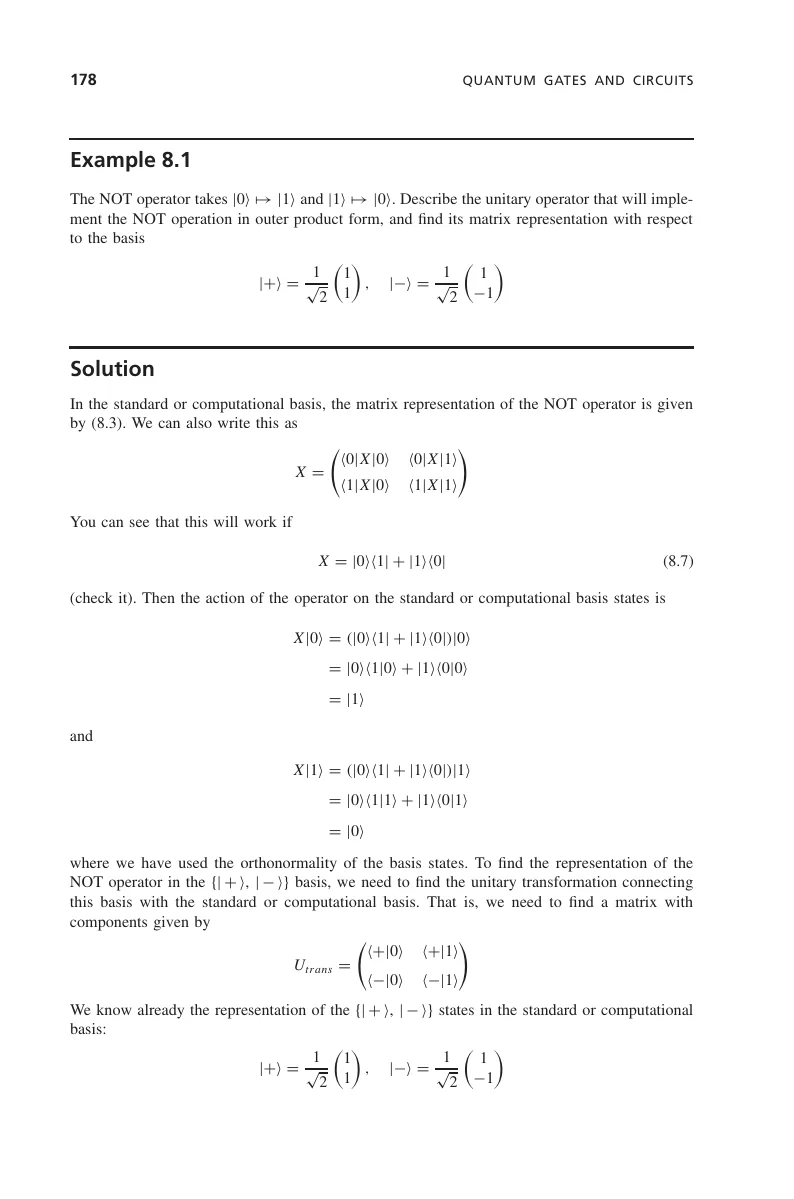 178 QUANTUM GATES AND CIRCUITS
Example 8.1
The NOT operator takes |0⟩ ↦ |1⟩ and |1⟩ ↦ |0⟩. Describe the unitary operator that will imple-
ment the NOT operation in outer product form, and find its matrix representation with respect
to the basis
|+⟩ = 1/√2 (1 1), |−⟩ = 1/√2 (1 −1)
Solution
In the standard or computational basis, the matrix representation of the NOT operator is given
by (8.3). We can also write this as
X = (⟨0|X|0⟩ ⟨0|X|1⟩
⟨1|X|0⟩ ⟨1|X|1⟩)
You can see that this will work if
X = |0⟩⟨1| + |1⟩⟨0| (8.7)
(check it). Then the action of the operator on the standard or computational basis states is
X|0⟩ = (|0⟩⟨1| + |1⟩⟨0|)|0⟩
= |0⟩⟨1|0⟩ + |1⟩⟨0|0⟩
= |1⟩
and
X|1⟩ = (|0⟩⟨1| + |1⟩⟨0|)|1⟩
= |0⟩⟨1|1⟩ + |1⟩⟨0|1⟩
= |0⟩
where we have used the orthonormality of the basis states. To find the representation of the
NOT operator in the {| + ⟩, | − ⟩} basis, we need to find the unitary transformation connecting
this basis with the standard or computational basis. That is, we need to find a matrix with
components given by
U_trans = (⟨+|0⟩ ⟨+|1⟩
⟨−|0⟩ ⟨−|1⟩)
We know already the representation of the {| + ⟩, | − ⟩} states in the standard or computational
basis:
|+⟩ = 1/√2 (1 1), |−⟩ = 1/√2 (1 −1)